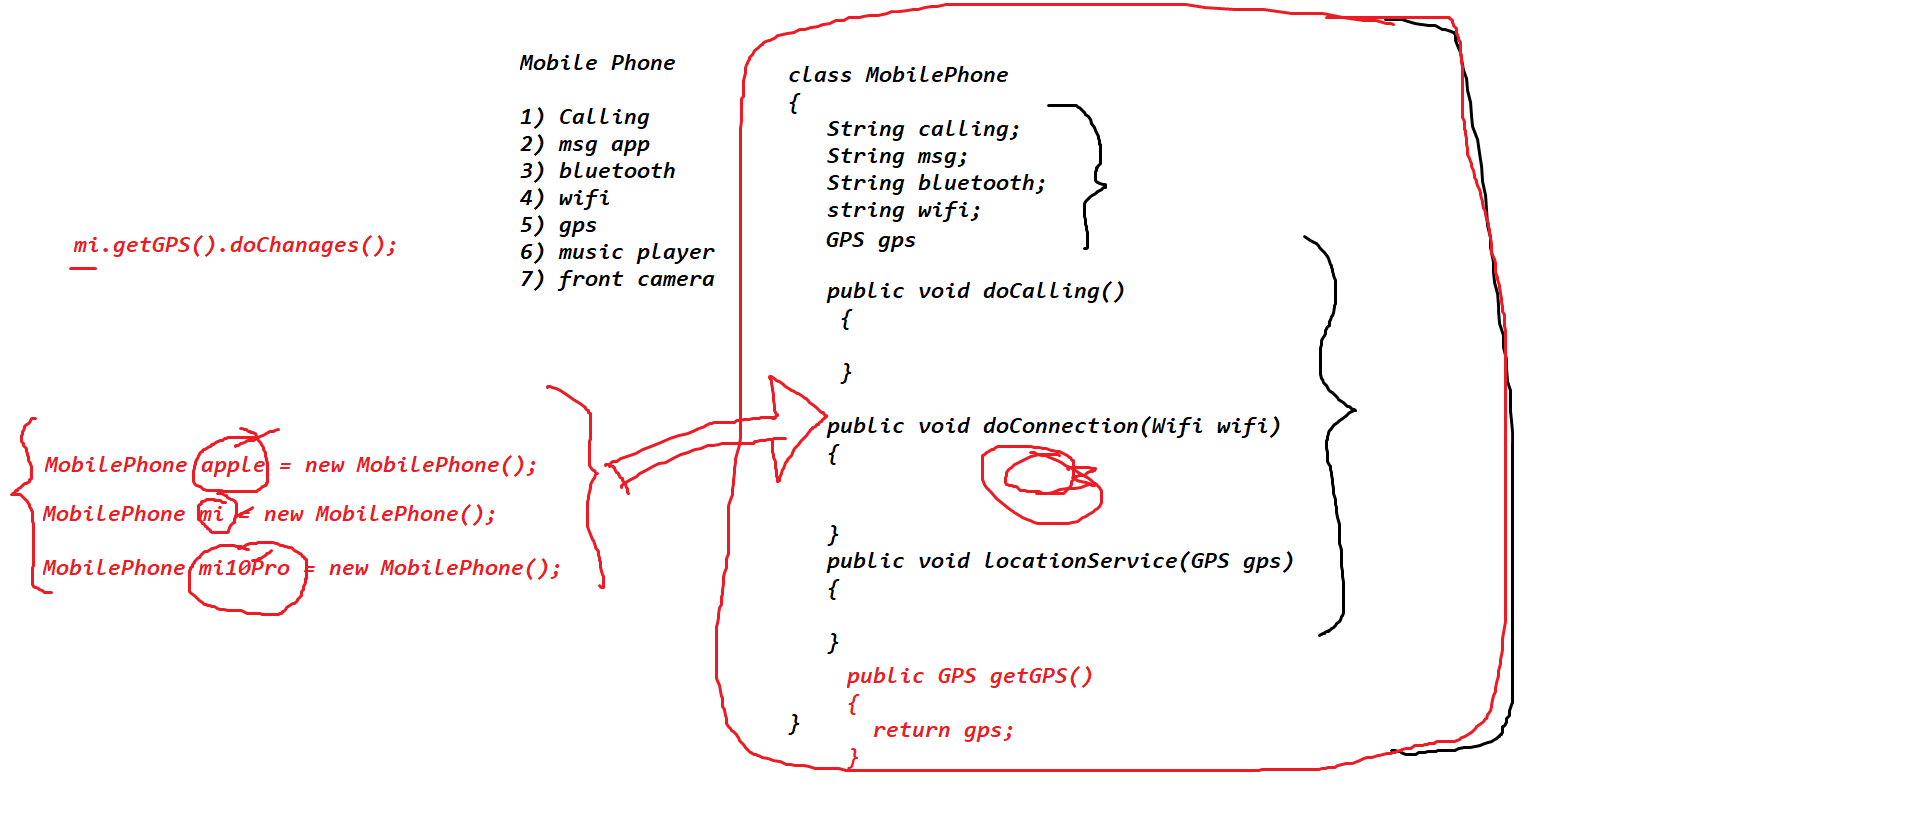 mi.getGPS().doChanages();
MobilePhone apple = new MobilePhone();
MobilePhone mi = new MobilePhone();
MobilePhone mi10Pro = new MobilePhone();
Mobile Phone
1) Calling
2) msg app
3) bluetooth
4) wifi
5) gps
6) music player
7) front camera
class MobilePhone
{
String calling;
String msg;
String bluetooth;
string wifi;
GPS gps
public void doCalling()
{
}
public void doConnection(Wifi wifi)
{
}
public void locationService(GPS gps)
{
}
public GPS getGPS()
{
return gps;
}
}